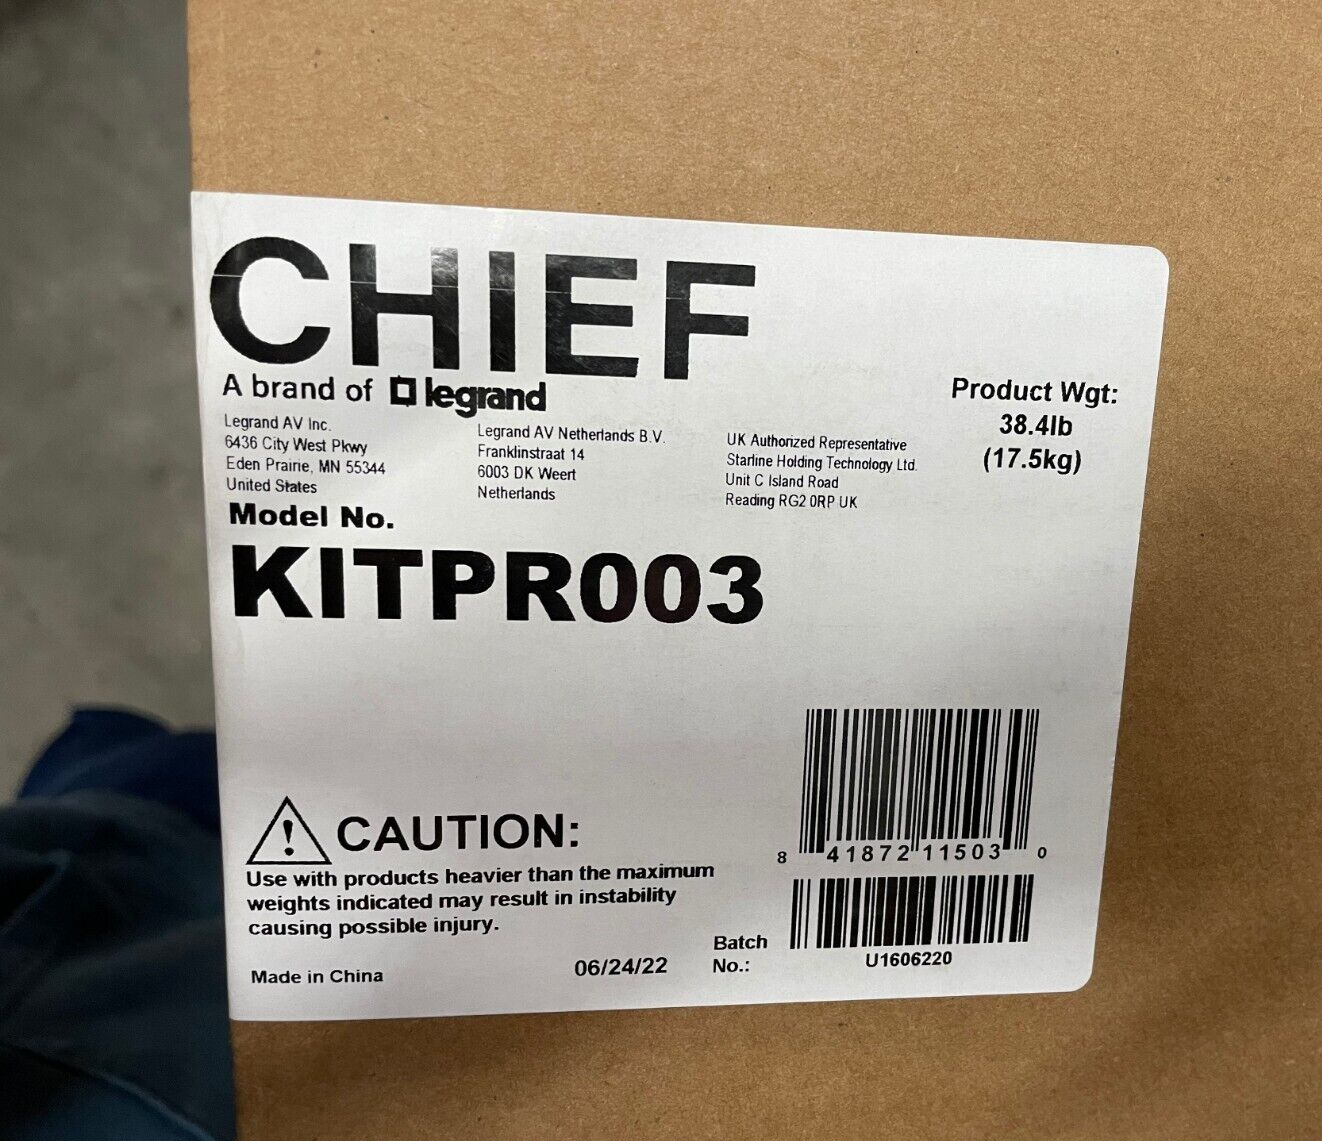 CHIEF
A brand of legrand
Legrand AV Inc.
6436 City West Pkwy
Eden Prairie, MN 55344
United States
Legrand AV Netherlands B.V.
Franklinstraat 14
6003 DK Weert
Netherlands
UK Authorized Representative
Starline Holding Technology Ltd.
Unit C Island Road
Reading RG2 0RP UK
Product Wgt:
38.4lb
(17.5kg)
Model No.
KITPR003
8 41872 11503 0
! CAUTION:
Use with products heavier than the maximum
weights indicated may result in instability
causing possible injury.
Made in China
06/24/22
Batch
No.:
U1606220